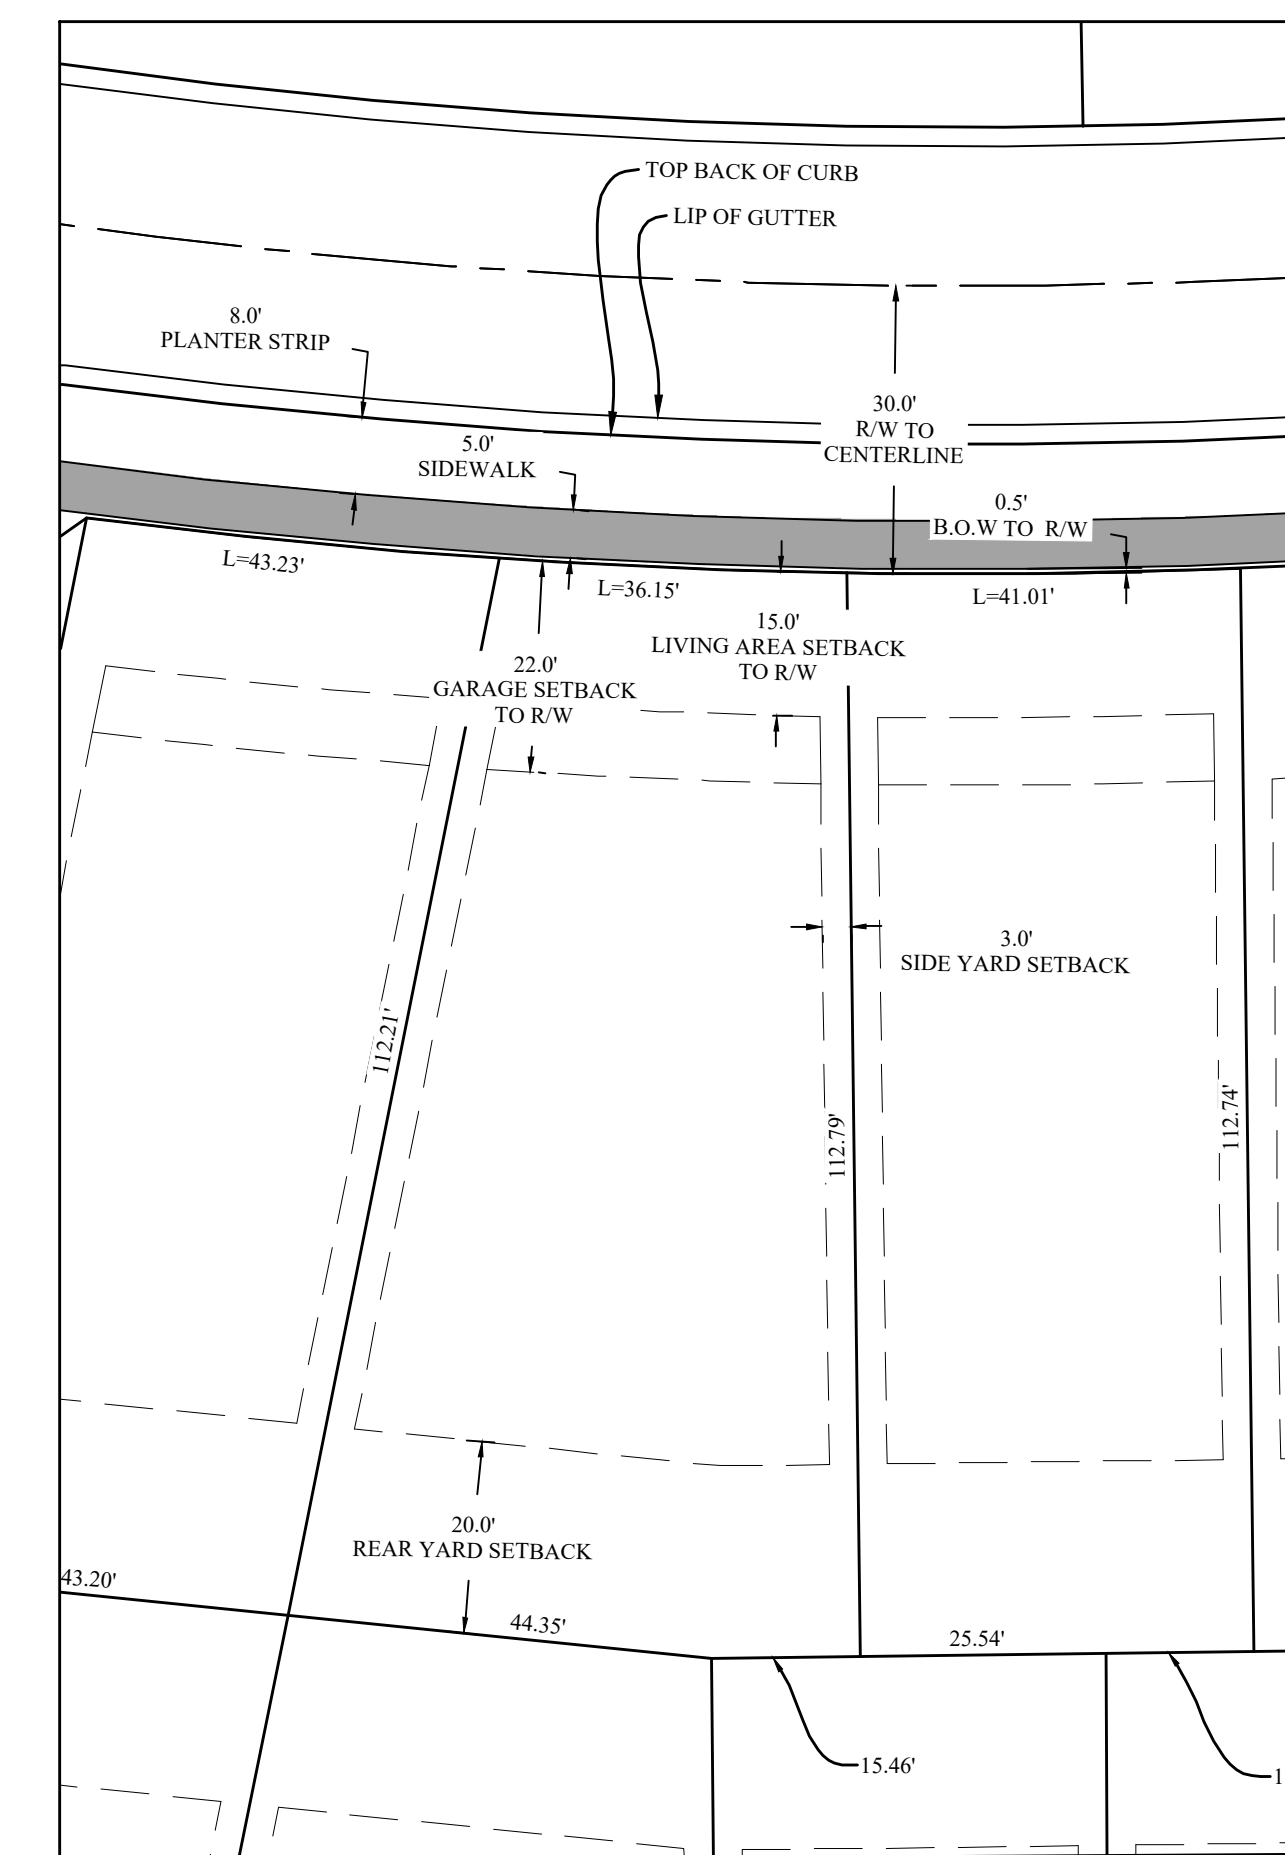 TOP BACK OF CURB
LIP OF GUTTER
8.0'
PLANTER STRIP
30.0'
R/W TO
CENTERLINE
5.0'
SIDEWALK
0.5'
B.O.W TO R/W
L=43.23'
L=36.15'
L=41.01'
15.0'
LIVING AREA SETBACK
TO R/W
22.0'
GARAGE SETBACK
TO R/W
3.0'
SIDE YARD SETBACK
112.21'
112.79'
112.74'
20.0'
REAR YARD SETBACK
43.20'
44.35'
25.54'
15.46'